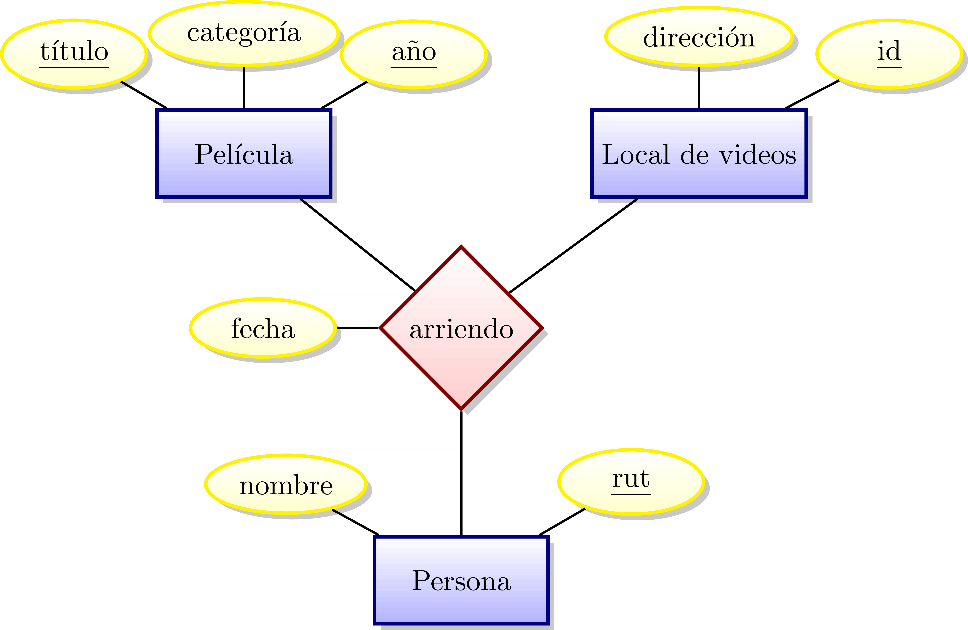 título
categoría
año
dirección
id
Película
Local de videos
fecha
arriendo
nombre
rut
Persona